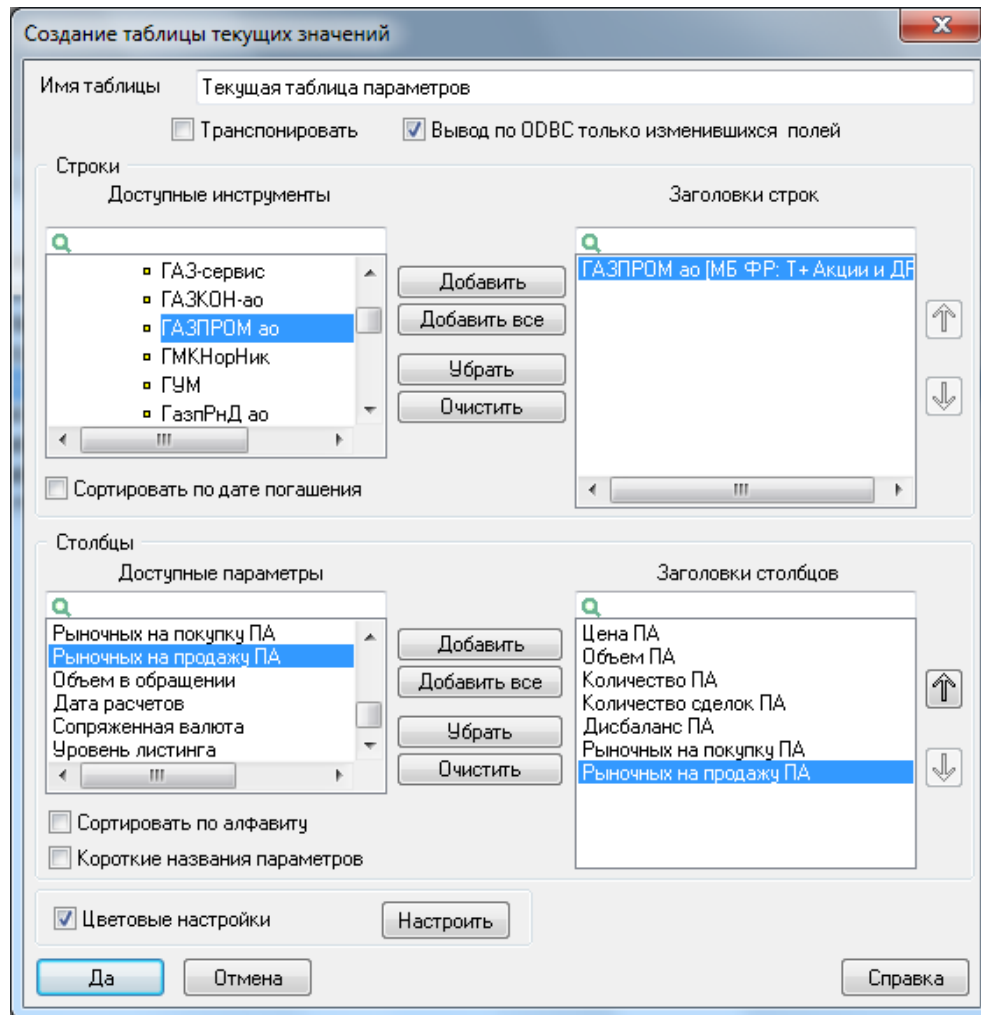 Создание таблицы текущих значений
Имя таблицы Текущая таблица параметров
Транспонировать Вывод по ODBC только изменившихся полей
Строки
Доступные инструменты
ГАЗ-сервис
ГАЗКОН-ао
ГАЗПРОМ ао
ГМКНорНик
ГУМ
ГазпРнД ао
Сортировать по дате погашения
Добавить
Добавить все
Убрать
Очистить
Заголовки строк
ГАЗПРОМ ао [МБ ФР: Т+ Акции и ДР
Столбцы
Доступные параметры
Рыночных на покупку ПА
Рыночных на продажу ПА
Объем в обращении
Дата расчетов
Сопряженная валюта
Уровень листинга
Сортировать по алфавиту
Короткие названия параметров
Добавить
Добавить все
Убрать
Очистить
Заголовки столбцов
Цена ПА
Объем ПА
Количество ПА
Количество сделок ПА
Дисбаланс ПА
Рыночных на покупку ПА
Рыночных на продажу ПА
Цветовые настройки Настроить
Да Отмена Справка